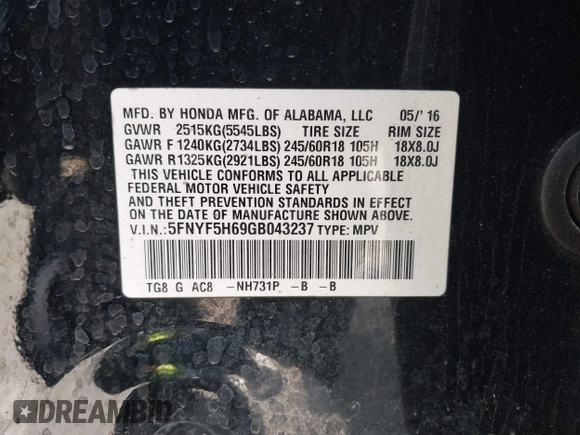 MFD. BY HONDA MFG. OF ALABAMA, LLC 05/' 16
GVWR 2515KG(5545LBS) TIRE SIZE RIM SIZE
GAWR F 1240KG(2734LBS) 245/60R18 105H 18X8.0J
GAWR R1325KG(2921LBS) 245/60R18 105H 18X8.0J
THIS VEHICLE CONFORMS TO ALL APPLICABLE
FEDERAL MOTOR VEHICLE SAFETY
AND THEFT PREVENTION STANDARDS IN EFFECT
ON THE DATE OF MANUFACTURE SHOWN ABOVE.
V.I.N.:5FNYF5H69GB043237 TYPE: MPV
TG8 G AC8 -NH731P -B -B
DREAMBID